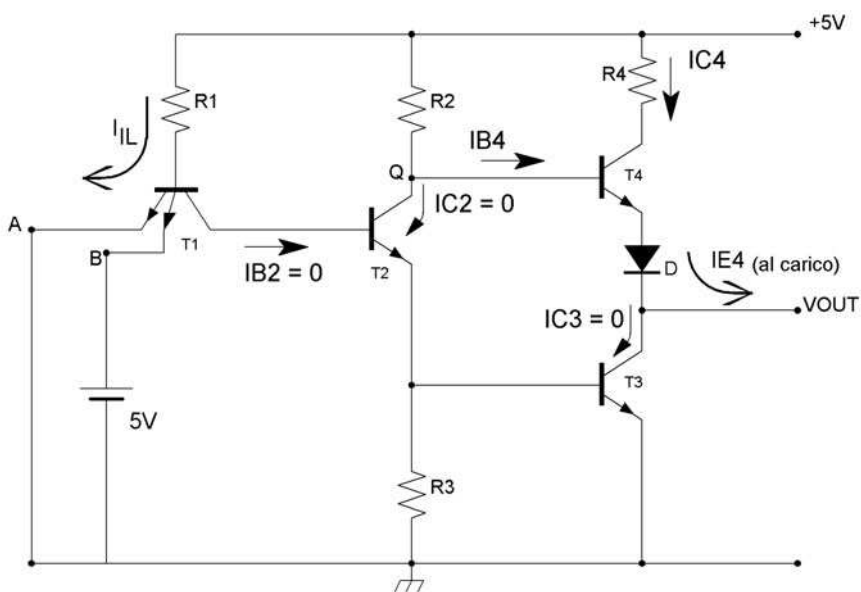 +5V
IC4
R4
R1
R2
I IL
IB4
Q
T4
IC2 = 0
A
T1
B
IB2 = 0
T2
D
IE4 (al carico)
IC3 = 0
VOUT
T3
5V
R3